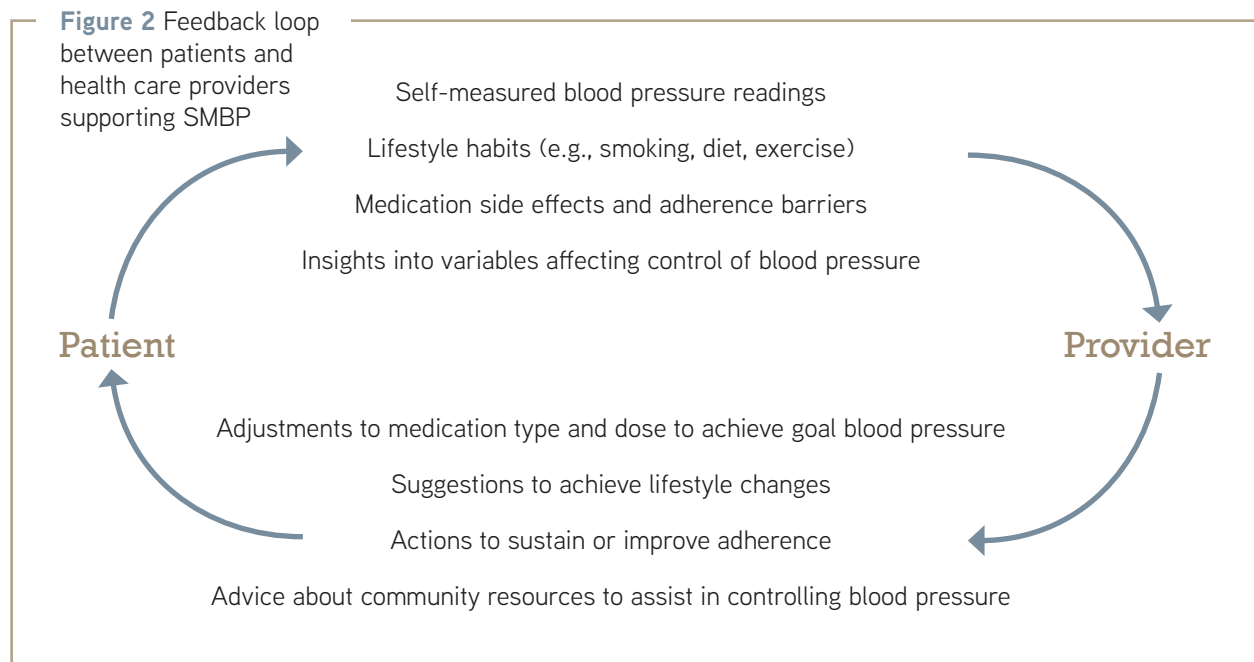 Figure 2 Feedback loop
between patients and
health care providers
supporting SMBP
Self-measured blood pressure readings
Lifestyle habits (e.g., smoking, diet, exercise)
Medication side effects and adherence barriers
Insights into variables affecting control of blood pressure
Patient
Provider
Adjustments to medication type and dose to achieve goal blood pressure
Suggestions to achieve lifestyle changes
Actions to sustain or improve adherence
Advice about community resources to assist in controlling blood pressure